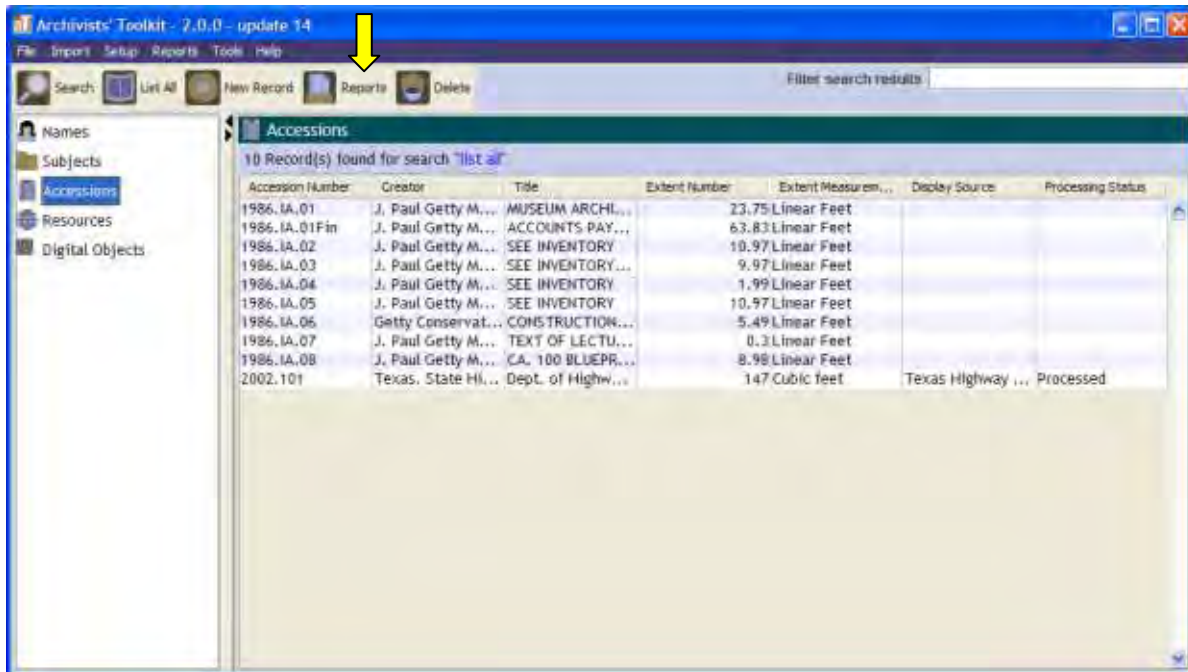 Archivists' Toolkit - 2.0.0 - update 14
File Import Setup Reports Tools Help
Search List All New Record Reports Delete Filter search results
Names
Subjects
Accessions
Resources
Digital Objects
Accessions
10 Record(s) found for search "list all"
Accession Number Creator Title Extent Number Extent Measurem... Display Source Processing Status
1986.IA.01 J. Paul Getty M... MUSEUM ARCHI... 23.75 Linear Feet
1986.IA.01Fin J. Paul Getty M... ACCOUNTS PAY... 63.83 Linear Feet
1986.IA.02 J. Paul Getty M... SEE INVENTORY 10.97 Linear Feet
1986.IA.03 J. Paul Getty M... SEE INVENTORY... 9.97 Linear Feet
1986.IA.04 J. Paul Getty M... SEE INVENTORY 1.99 Linear Feet
1986.IA.05 J. Paul Getty M... SEE INVENTORY 10.97 Linear Feet
1986.IA.06 Getty Conservat... CONSTRUCTION... 5.49 Linear Feet
1986.IA.07 J. Paul Getty M... TEXT OF LECTU... 0.3 Linear Feet
1986.IA.08 J. Paul Getty M... CA. 100 BLUEPR... 8.98 Linear Feet
2002.101 Texas. State Hi... Dept. of Highw... 147 Cubic feet Texas Highway ... Processed